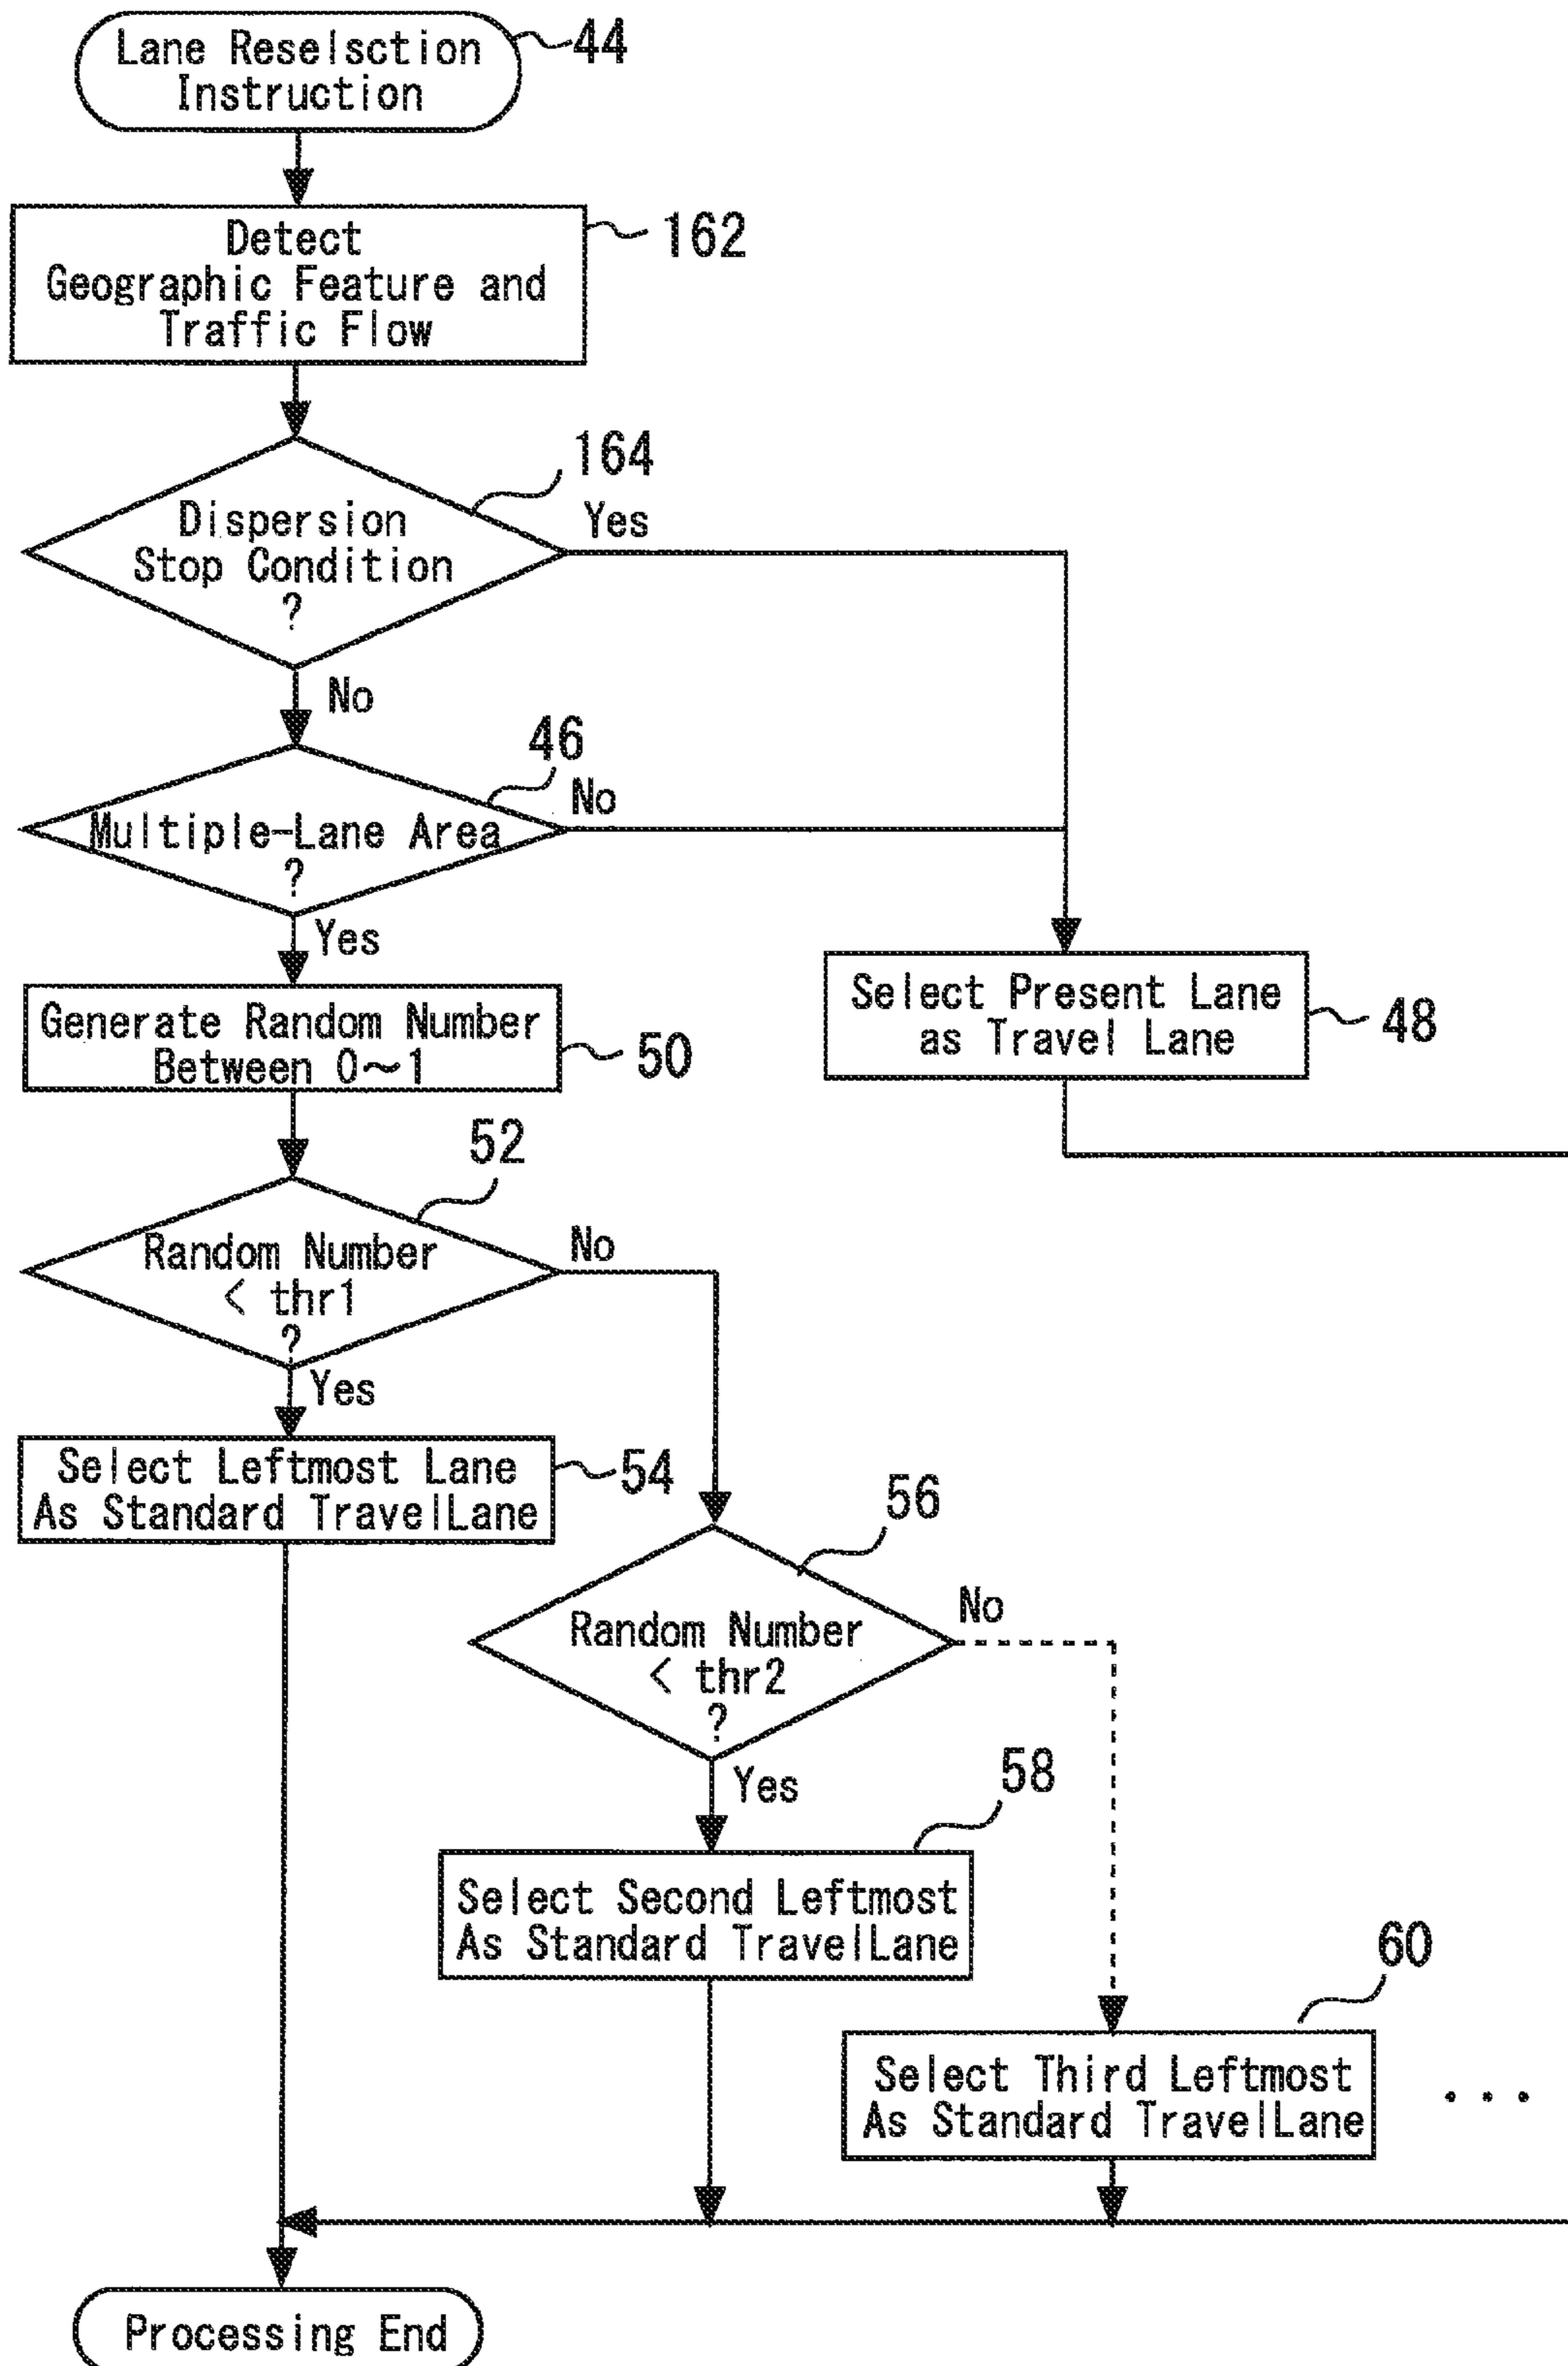 Lane Reselsction
Instruction
44
Detect
Geographic Feature and
Traffic Flow
162
Dispersion
Stop Condition
?
164
Yes
No
Multiple-Lane Area
?
46
No
Yes
Select Present Lane
as Travel Lane
48
Generate Random Number
Between 0~1
50
Random Number
< thr1
?
52
No
Yes
Select Leftmost Lane
As Standard TravelLane
54
Random Number
< thr2
?
56
No
Yes
Select Second Leftmost
As Standard TravelLane
58
Select Third Leftmost
As Standard TravelLane
60
...
Processing End